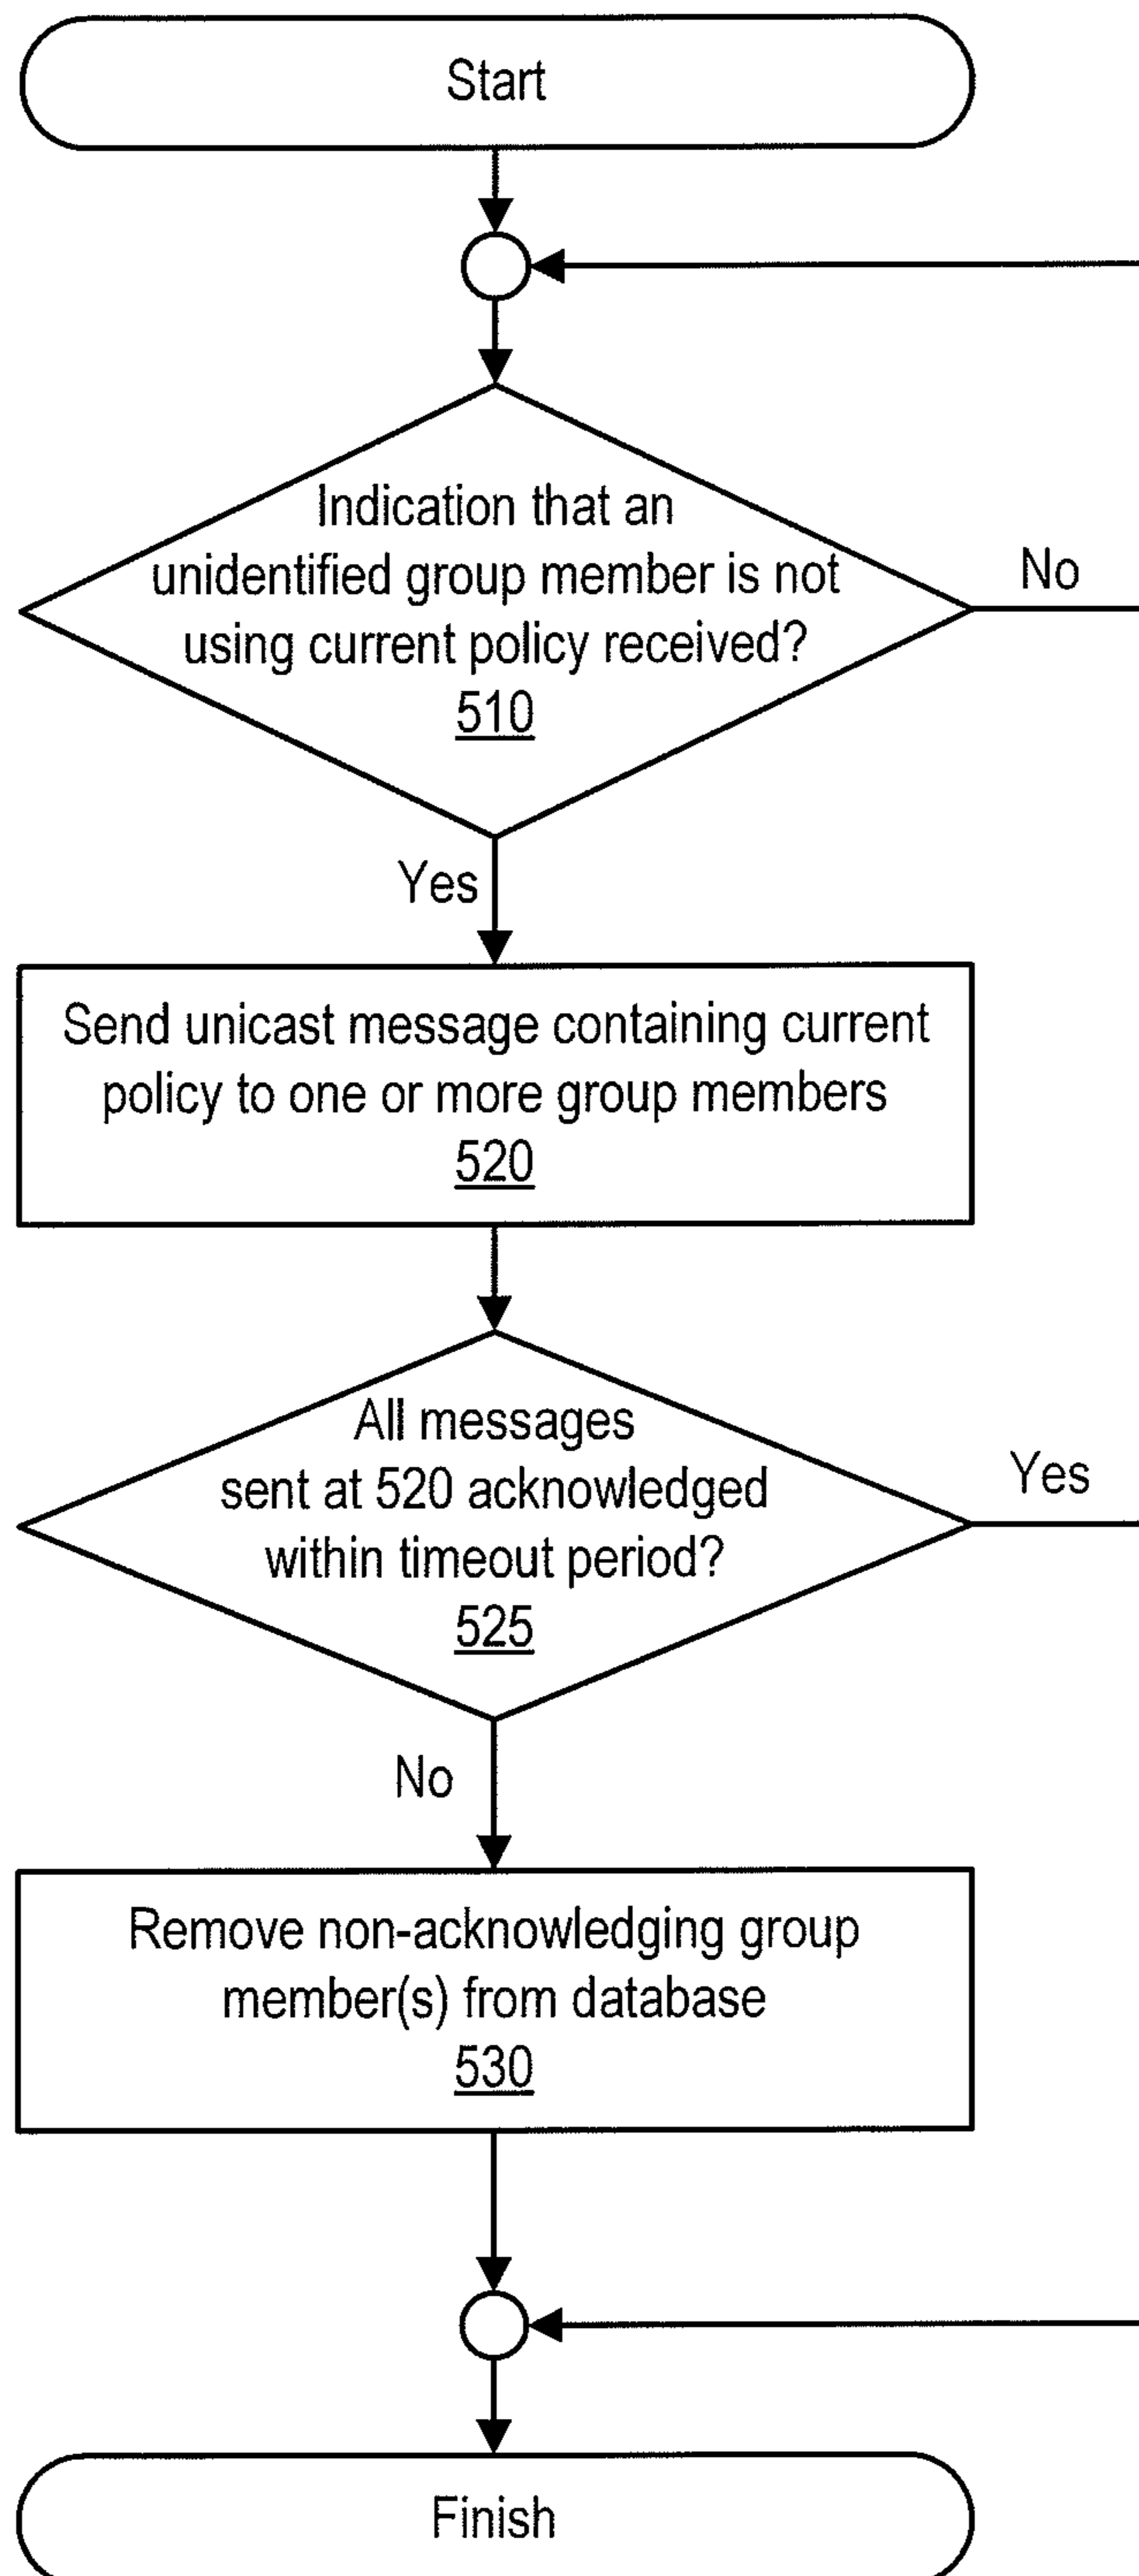 Start
Indication that an
unidentified group member is not
using current policy received?
510
No
Yes
Send unicast message containing current
policy to one or more group members
520
All messages
sent at 520 acknowledged
within timeout period?
525
Yes
No
Remove non-acknowledging group
member(s) from database
530
Finish